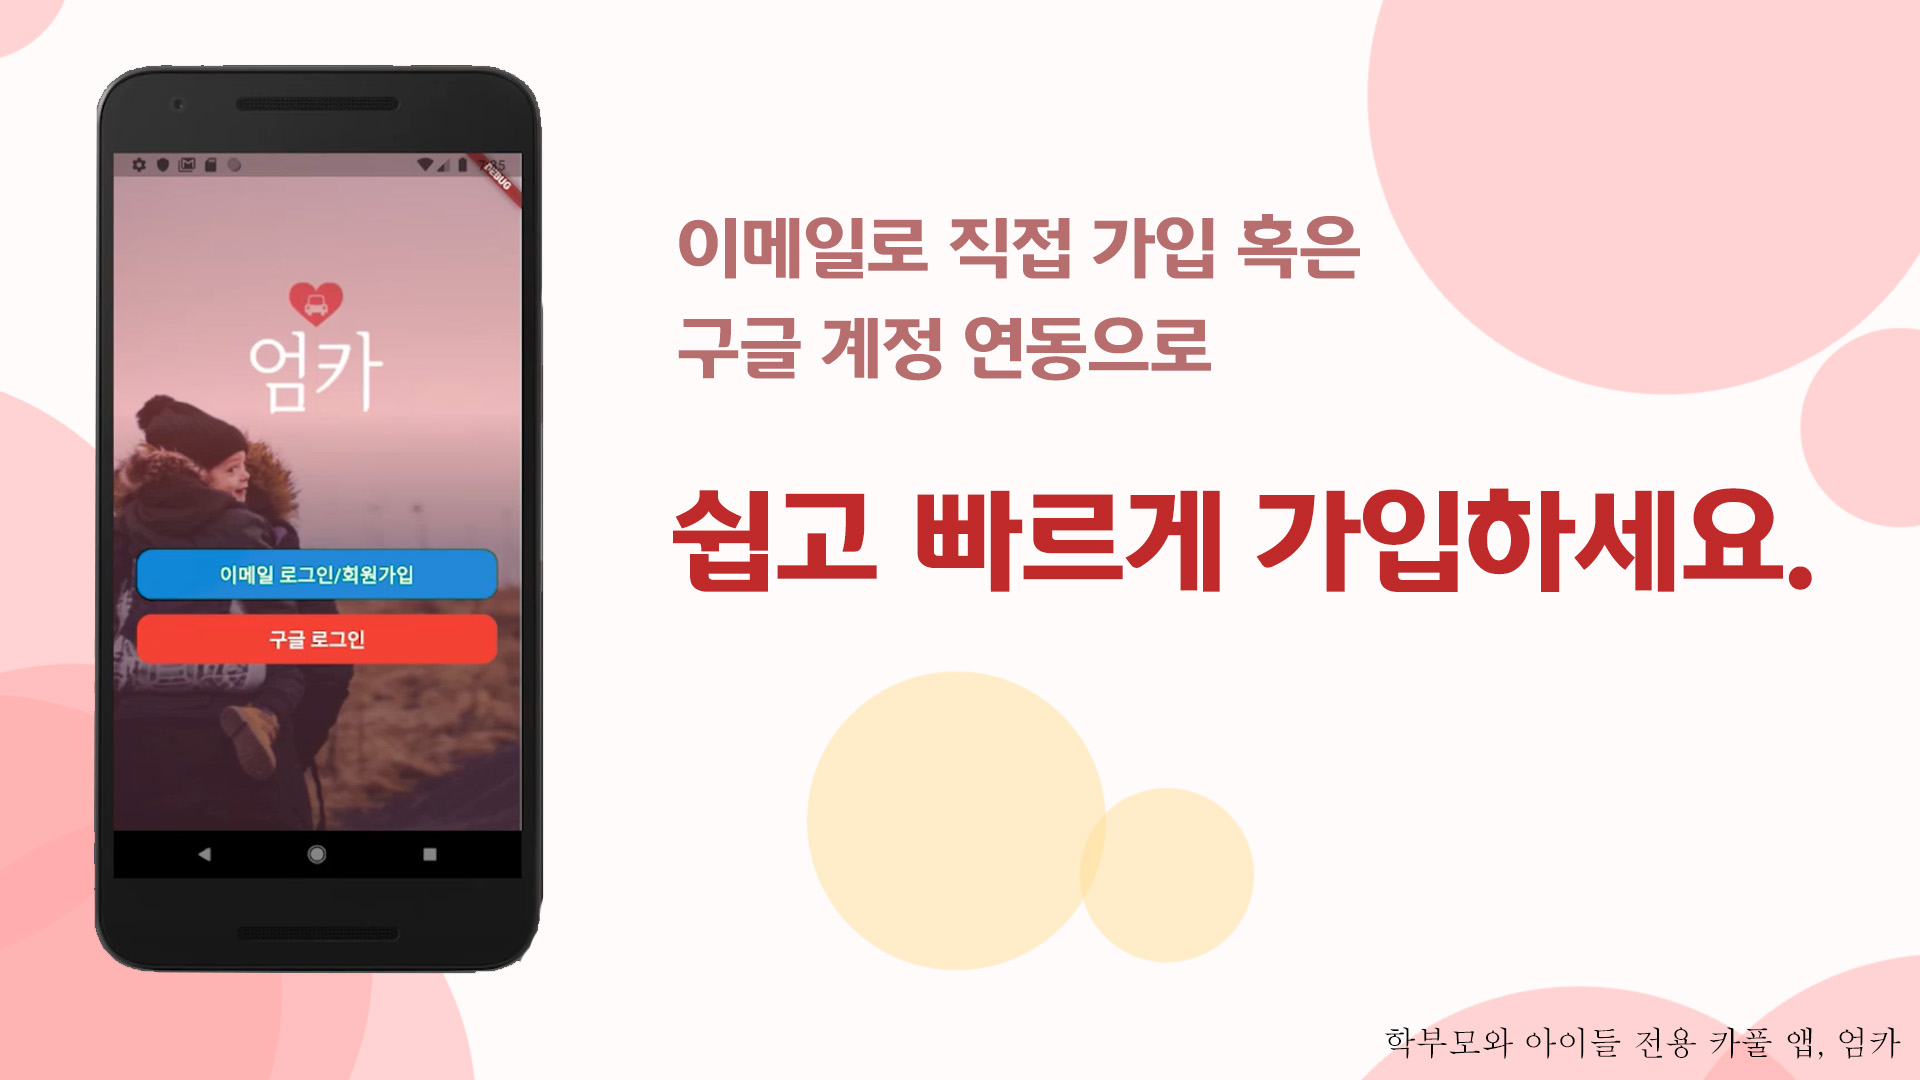 7:35
DEBUG
엄카
이메일 로그인/회원가입
구글 로그인
이메일로 직접 가입 혹은
구글 계정 연동으로
쉽고 빠르게 가입하세요.
학부모와 아이들 전용 카풀 앱, 엄카